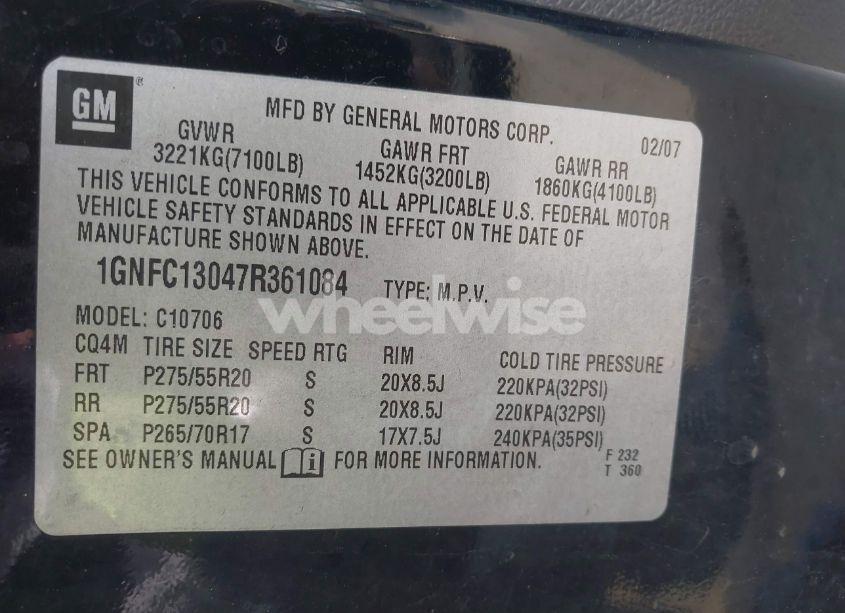 GM ®
MFD BY GENERAL MOTORS CORP. 02/07
GVWR GAWR FRT GAWR RR
3221KG(7100LB) 1452KG(3200LB) 1860KG(4100LB)
THIS VEHICLE CONFORMS TO ALL APPLICABLE U.S. FEDERAL MOTOR
VEHICLE SAFETY STANDARDS IN EFFECT ON THE DATE OF
MANUFACTURE SHOWN ABOVE.
1GNFC13047R361084 TYPE: M.P.V.
wheelwise
MODEL: C10706
CQ4M TIRE SIZE SPEED RTG RIM COLD TIRE PRESSURE
FRT P275/55R20 S 20X8.5J 220KPA(32PSI)
RR P275/55R20 S 20X8.5J 220KPA(32PSI)
SPA P265/70R17 S 17X7.5J 240KPA(35PSI)
SEE OWNER'S MANUAL i FOR MORE INFORMATION. F 232
T 360